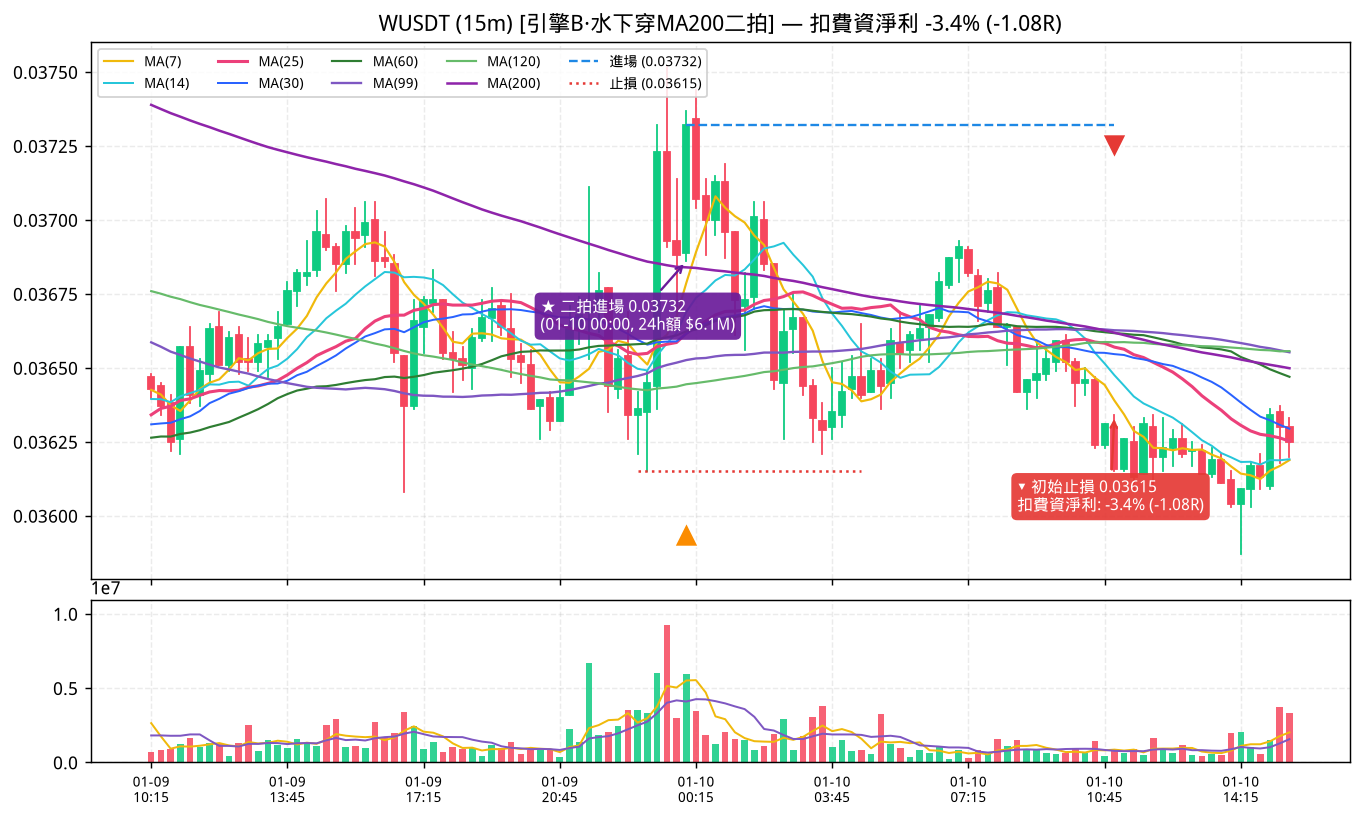 WUSDT (15m) [引擎B·水下穿MA200二拍] — 扣費資淨利 -3.4% (-1.08R)
MA(7)
MA(14)
MA(25)
MA(30)
MA(60)
MA(99)
MA(120)
MA(200)
進場 (0.03732)
止損 (0.03615)
0.03750
0.03725
0.03700
0.03675
0.03650
0.03625
0.03600
★ 二拍進場 0.03732
(01-10 00:00, 24h額 $6.1M)
▼ 初始止損 0.03615
扣費資淨利: -3.4% (-1.08R)
1e7
1.0
0.5
0.0
01-09
10:15
01-09
13:45
01-09
17:15
01-09
20:45
01-10
00:15
01-10
03:45
01-10
07:15
01-10
10:45
01-10
14:15